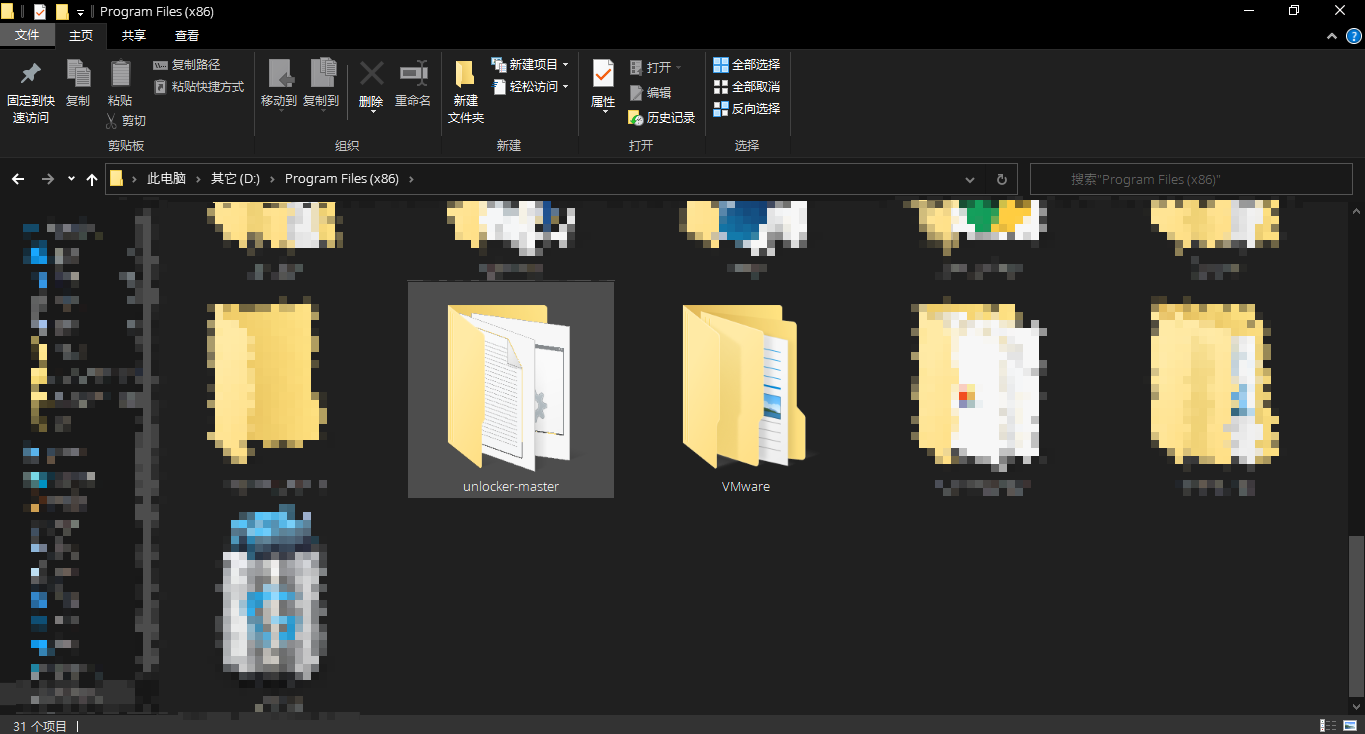 Program Files (x86)
文件
主页
共享
查看
固定到快
速访问
复制
粘贴
复制路径
粘贴快捷方式
剪切
剪贴板
移动到
复制到
删除
重命名
组织
新建
文件夹
新建项目
轻松访问
新建
属性
打开
编辑
历史记录
打开
全部选择
全部取消
反向选择
选择
此电脑
其它 (D:)
Program Files (x86)
搜索"Program Files (x86)"
unlocker-master
VMware
31 个项目